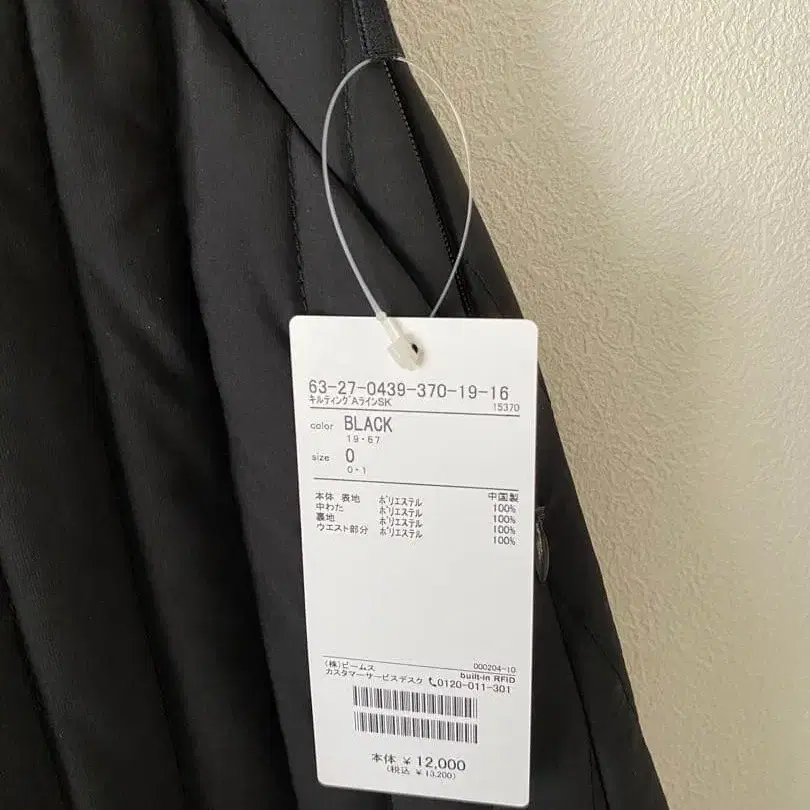 63-27-0439-370-19-16
キルティングAラインSK 15370
color BLACK
19・67
size 0
0・1
中国製
本体 表地 ポリエステル 100%
中わた ポリエステル 100%
裏地 ポリエステル 100%
ウエスト部分 ポリエステル 100%
000204-10
(株)ビームス built-in RFID
カスタマーサービスデスク 0120-011-301
本体 ¥ 12,000
(税込 ¥ 13,200)